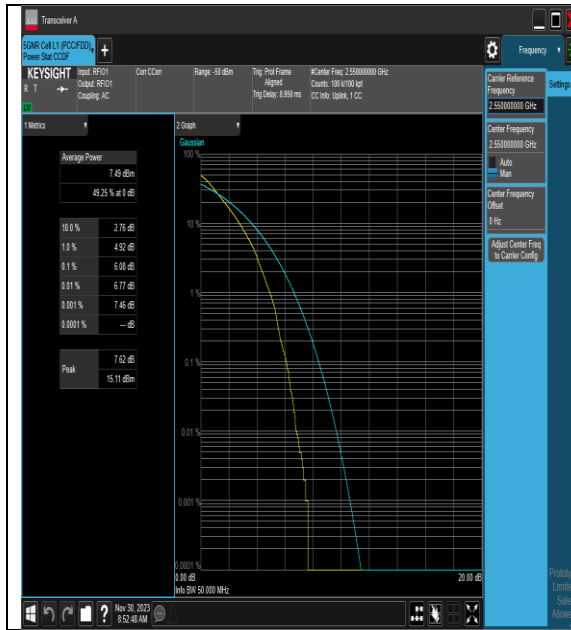 Transceiver A
5GNR Cell L1 (PCC/FDD)
Power Stat CCDF
Frequency
KEYSIGHT
R T
Input: RFIO1
Output: RFIO1
Coupling: AC
Corr CCorr
Range: -50 dBm
Trig: Prot Frame
Aligned
Trig Delay: 8.950 ms
#Center Freq: 2.550000000 GHz
Counts: 100 k/100 kpt
CC Info: Uplink, 1 CC
1 Metrics
Average Power
7.49 dBm
49.25 % at 0 dB
10.0 % 2.76 dB
1.0 % 4.92 dB
0.1 % 6.08 dB
0.01 % 6.77 dB
0.001 % 7.46 dB
0.0001 % --- dB
Peak
7.62 dB
15.11 dBm
2 Graph
Gaussian
100 %
10 %
1 %
0.1 %
0.01 %
0.001 %
0.0001 %
0.00 dB
20.00 dB
Info BW 50.000 MHz
Carrier Reference
Frequency
2.550000000 GHz
Center Frequency
2.550000000 GHz
Auto
Man
Center Frequency
Offset
0 Hz
Adjust Center Freq
to Carrier Config
Settings
Nov 30, 2023
8:52:48 AM
Limite
Sale
Allowe